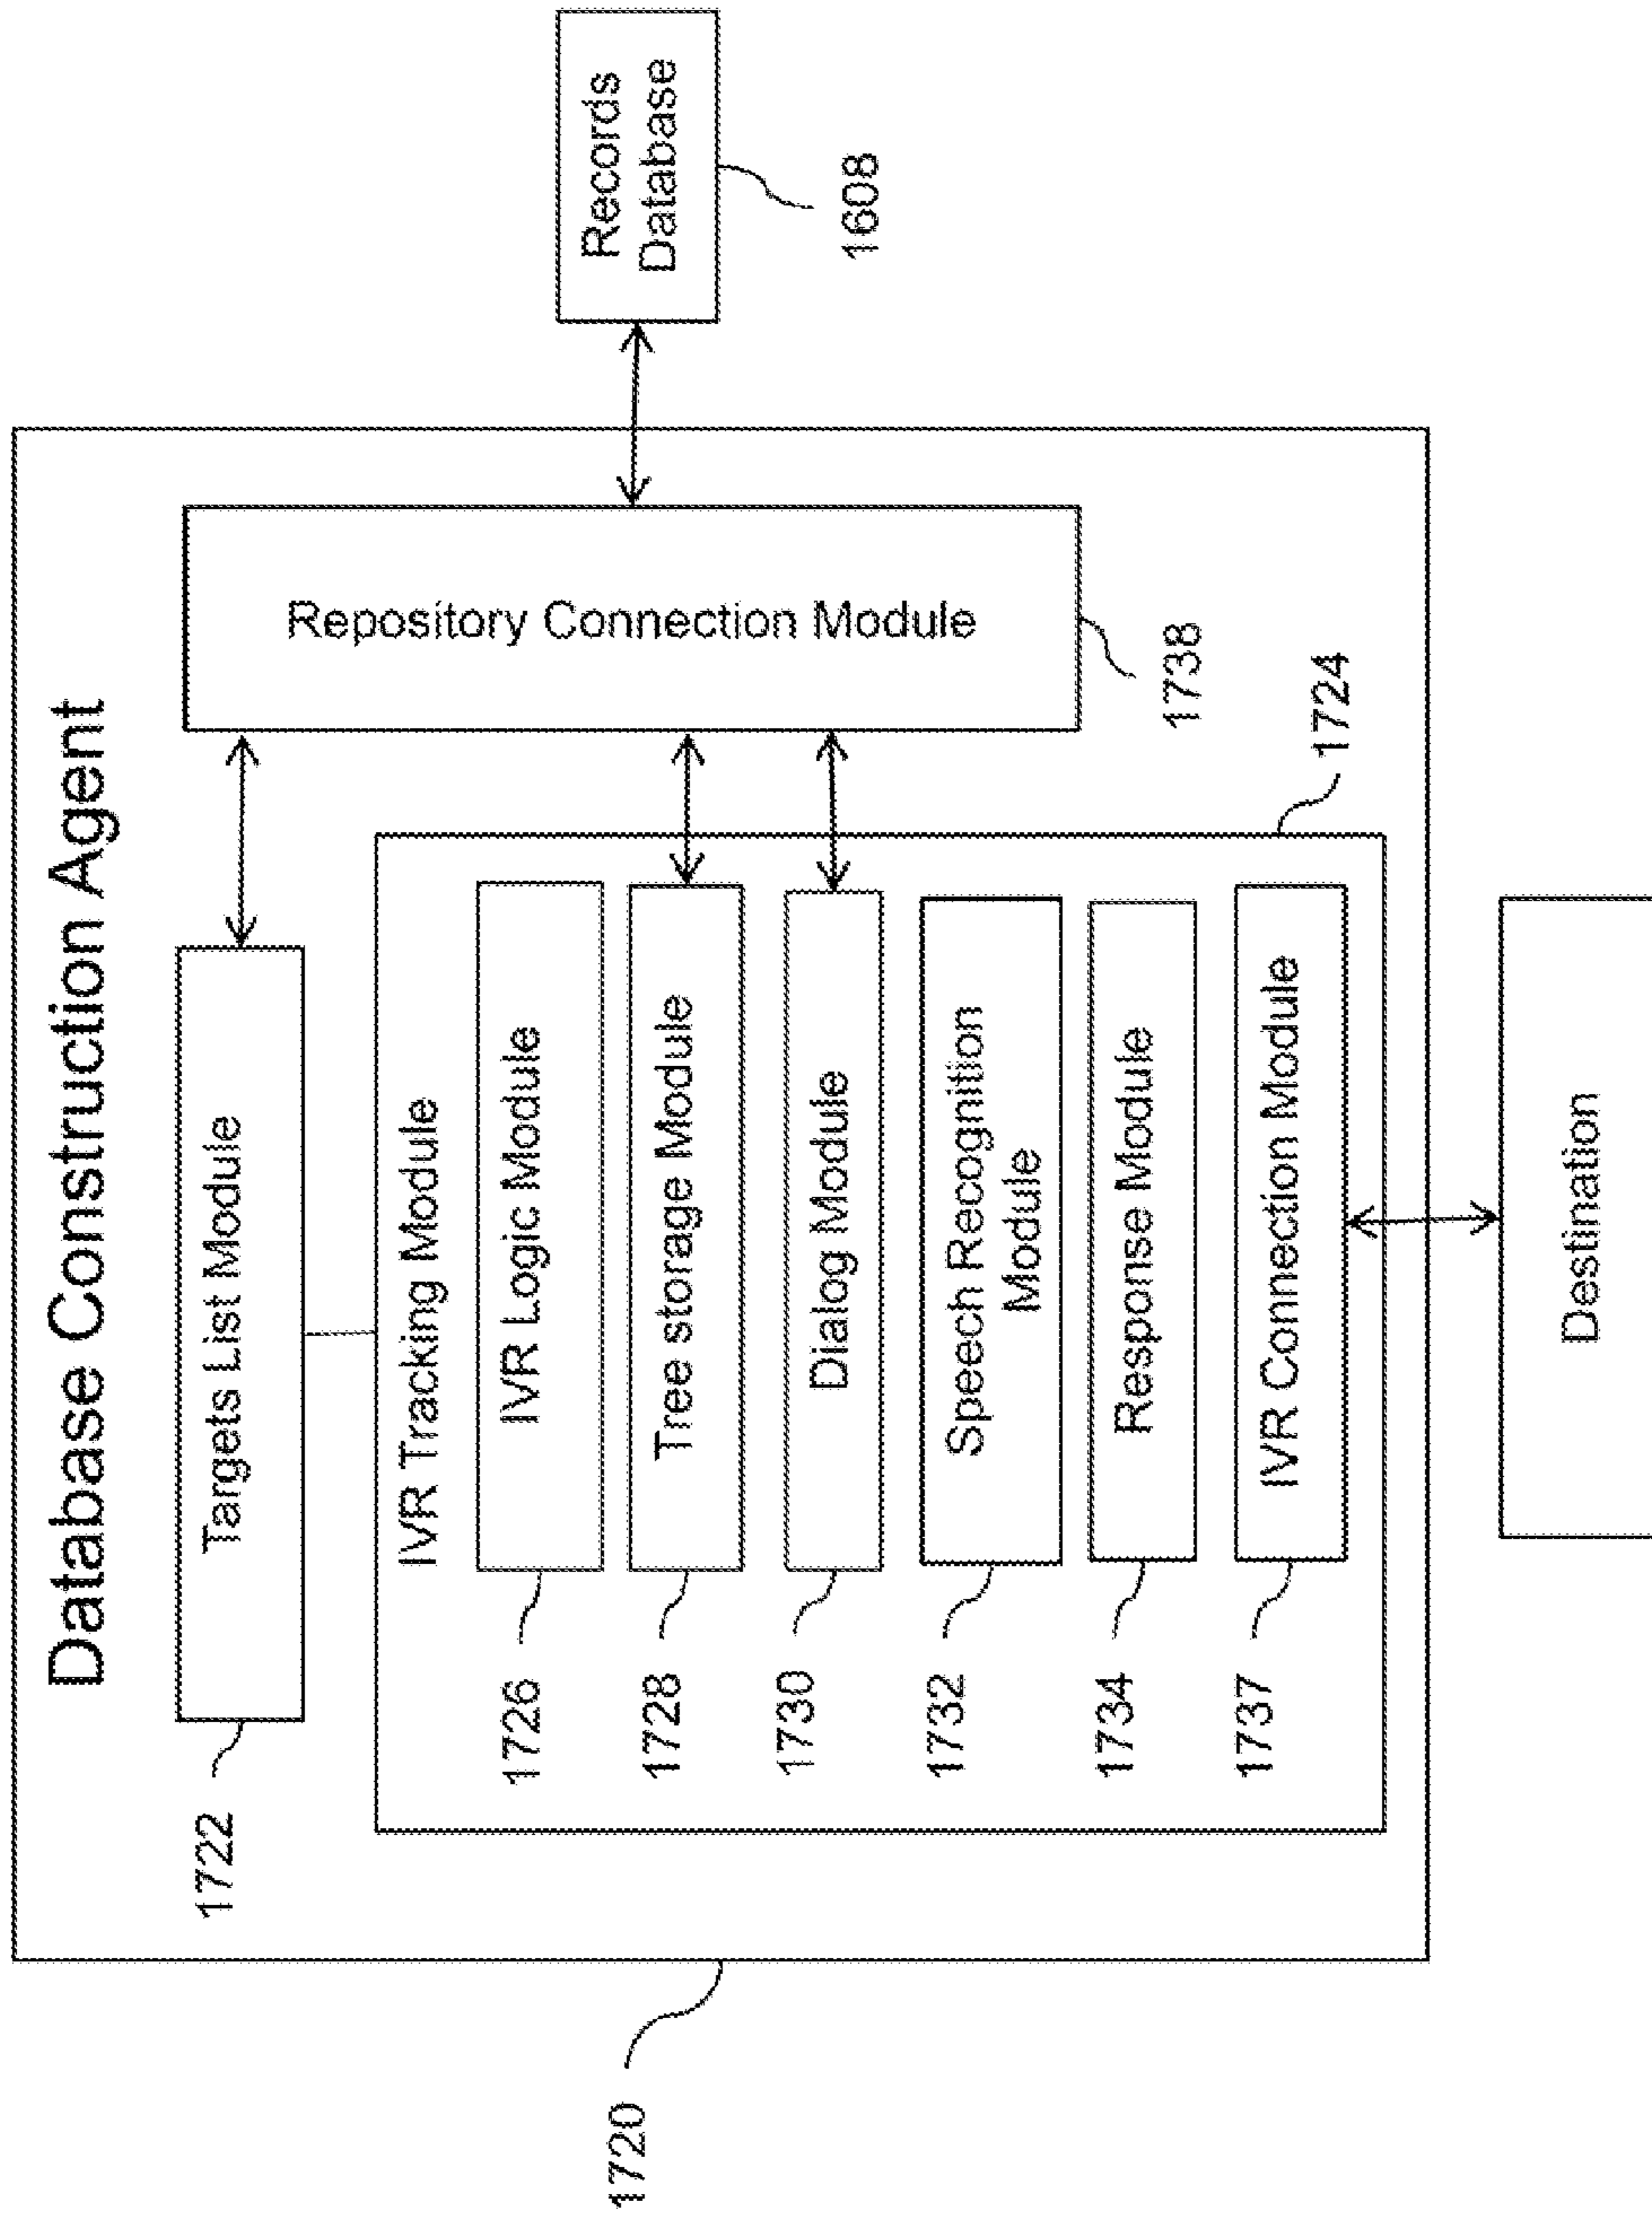 Database Construction Agent
1722
Targets List Module
IVR Tracking Module
1726
IVR Logic Module
1728
Tree storage Module
1730
Dialog Module
1732
Speech Recognition
Module
1734
Response Module
1737
IVR Connection Module
1724
Repository Connection Module
1738
Records
Database
1608
1720
Destination